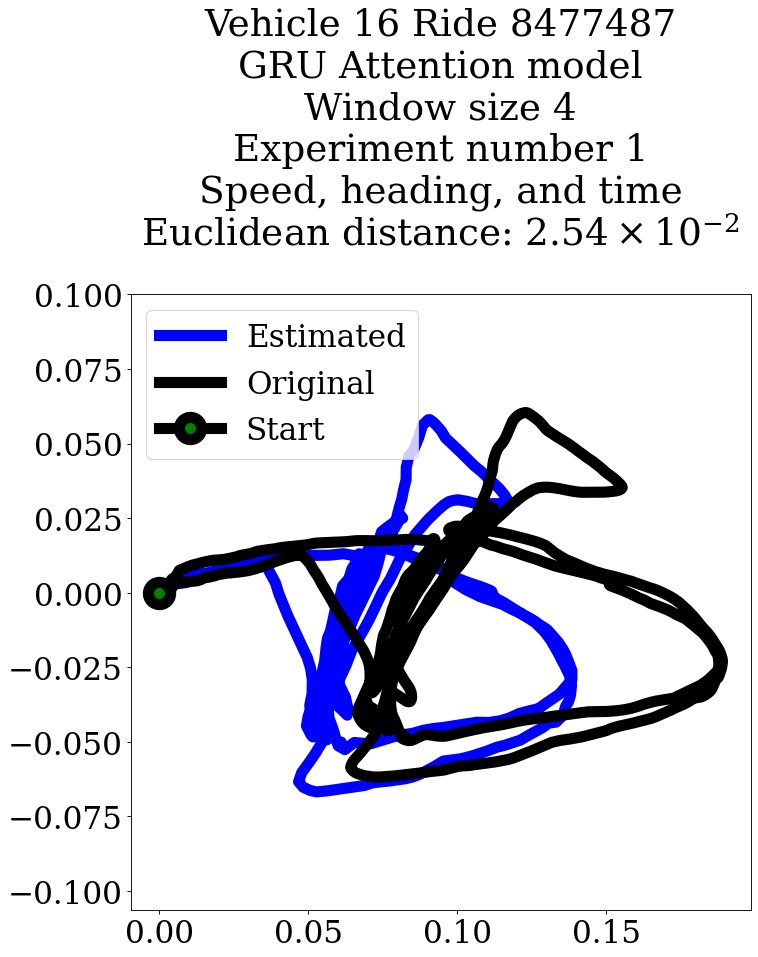 Vehicle 16 Ride 8477487
GRU Attention model
Window size 4
Experiment number 1
Speed, heading, and time
Euclidean distance: 2.54 × 10⁻²
Estimated
Original
Start
0.100
0.075
0.050
0.025
0.000
−0.025
−0.050
−0.075
−0.100
0.00 0.05 0.10 0.15